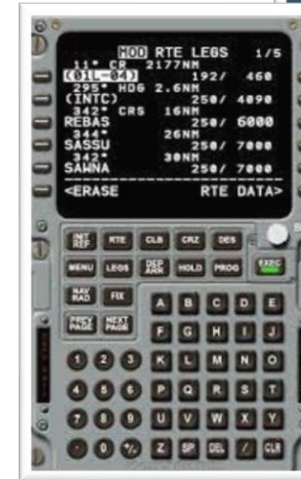 MOD RTE LEGS 1/5
11° CR 2177NM
(01L-04) 192/ 460
295° HDG 2.6NM
(INTC) 250/ 4090
342° CRS 16NM
REBAS 250/ 6000
344° 26NM
SASSU 250/ 7000
342° 30NM
SAWNA 250/ 7000
<ERASE RTE DATA>
INIT REF RTE CLB CRZ DES
MENU LEGS DEP ARR HOLD PROG EXEC
NAV RAD FIX
PREV PAGE NEXT PAGE
A B C D E
F G H I J
1 2 3 K L M N O
4 5 6 P Q R S T
7 8 9 U V W X Y
. 0 +/- Z SP DEL / CLR